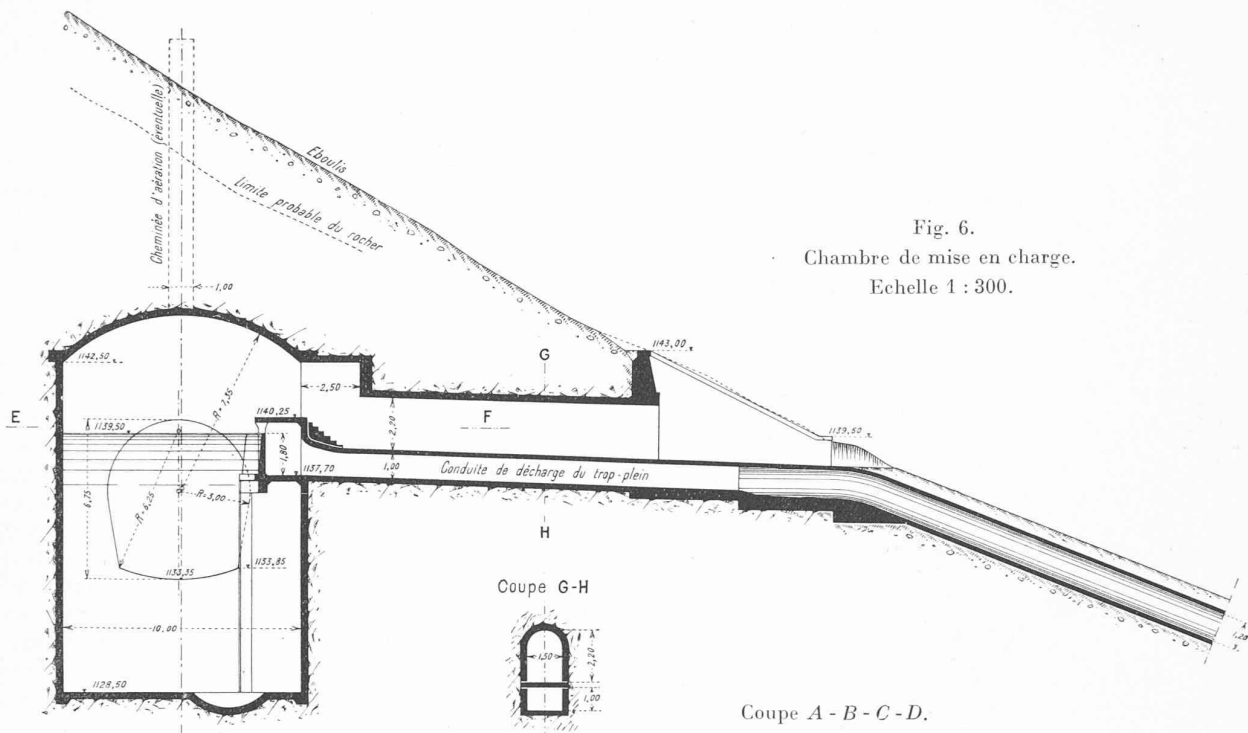 Cheminée d'aération (éventuelle)
Eboulis
Limite probable du rocher
Fig. 6.
Chambre de mise en charge.
Echelle 1 : 300.
1,00
1142,50
G
1143,00
2,50
R=7,35
E
1139,50
1140,25
F
2,20
1139,50
1,80
1,00
1137,70
Conduite de décharge du trop-plein
6,75
R=6,25
R=3,00
H
1133,85
1133,35
Coupe G-H
10,00
1,50
2,20
1,00
1,20
1128,50
Coupe A - B - C - D.